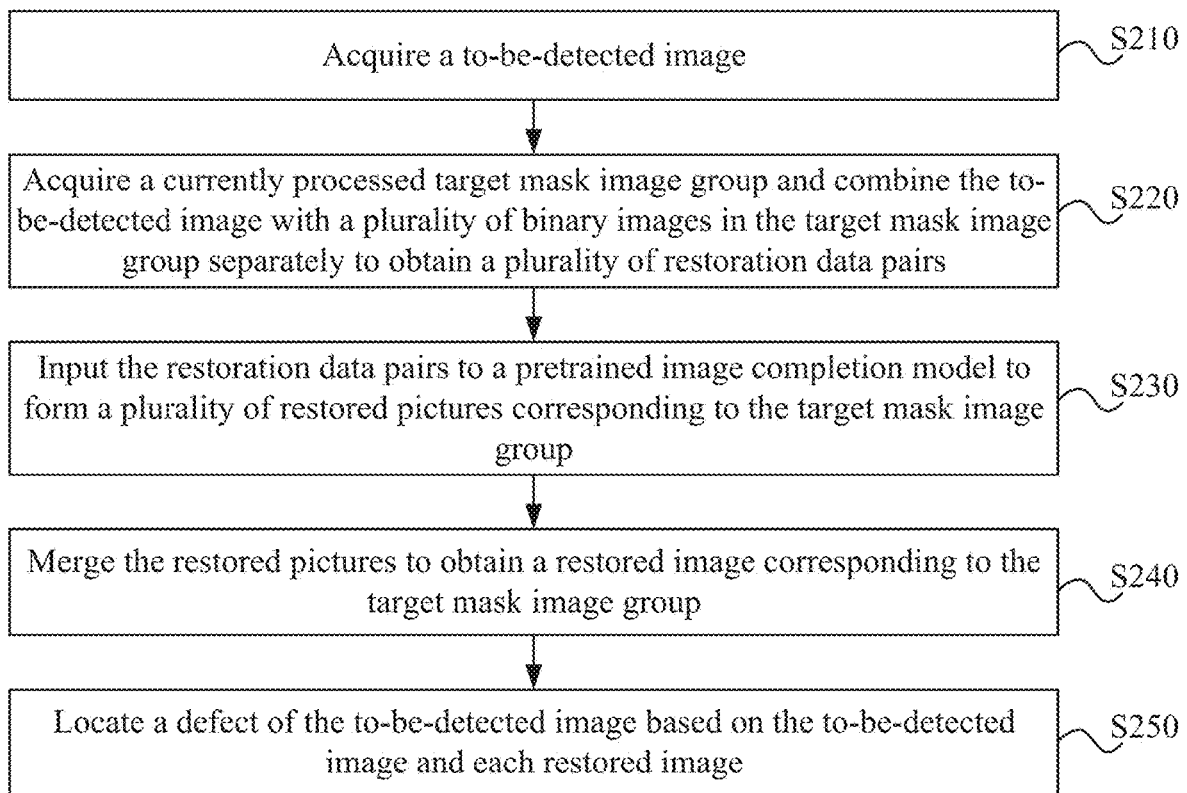 Acquire a to-be-detected image
S210
Acquire a currently processed target mask image group and combine the to-
be-detected image with a plurality of binary images in the target mask image
group separately to obtain a plurality of restoration data pairs
S220
Input the restoration data pairs to a pretrained image completion model to
form a plurality of restored pictures corresponding to the target mask image
group
S230
Merge the restored pictures to obtain a restored image corresponding to the
target mask image group
S240
Locate a defect of the to-be-detected image based on the to-be-detected
image and each restored image
S250